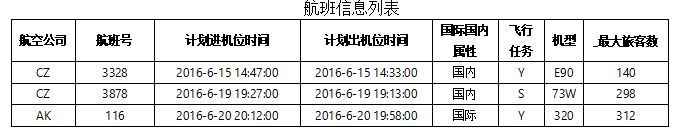 航班信息列表
航空公司 航班号 计划进机位时间 计划出机位时间 国际国内属性 飞行任务 机型 _最大旅客数
CZ 3328 2016-6-15 14:47:00 2016-6-15 14:33:00 国内 Y E90 140
CZ 3878 2016-6-19 19:27:00 2016-6-19 19:13:00 国内 S 73W 298
AK 116 2016-6-20 20:12:00 2016-6-20 19:58:00 国际 Y 320 312